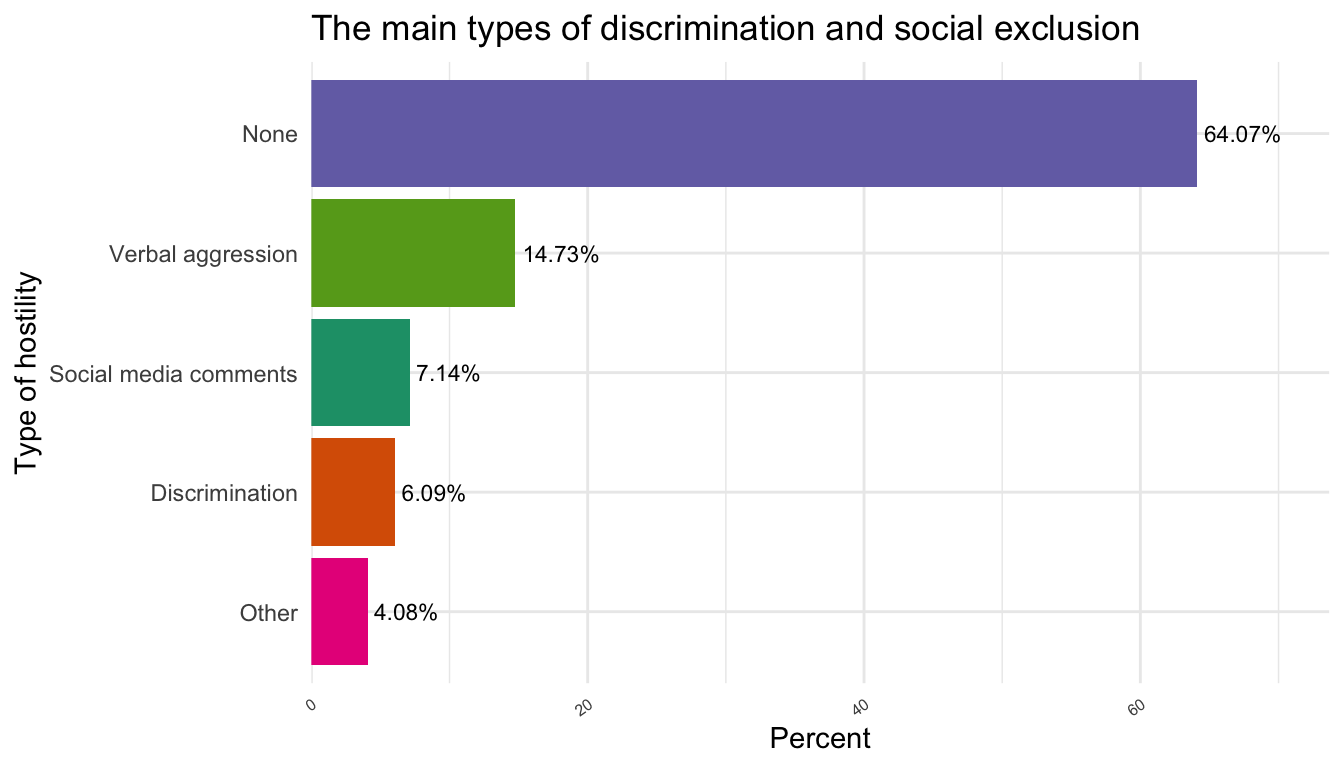 The main types of discrimination and social exclusion
None
64.07%
Verbal aggression
14.73%
Social media comments
7.14%
Discrimination
6.09%
Other
4.08%
0
20
40
60
Percent
Type of hostility